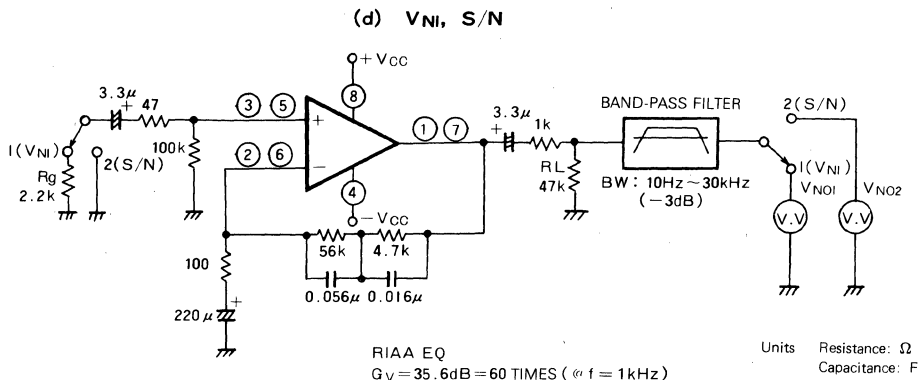 (d) VNI, S/N
+VCC
3.3μ
+
47
3 5
8
+
1 7
3.3μ
+
1k
BAND-PASS FILTER
2(S/N)
1(VNI)
Rg
2.2k
2(S/N)
100k
2 6
−
4
−VCC
RL
47k
BW: 10Hz~30kHz
(−3dB)
1(VNI)
VNO1
VNO2
V.V
V.V
56k
4.7k
100
0.056μ
0.016μ
220μ
+
RIAA EQ
GV=35.6dB=60 TIMES (@ f=1kHz)
Units Resistance: Ω
Capacitance: F